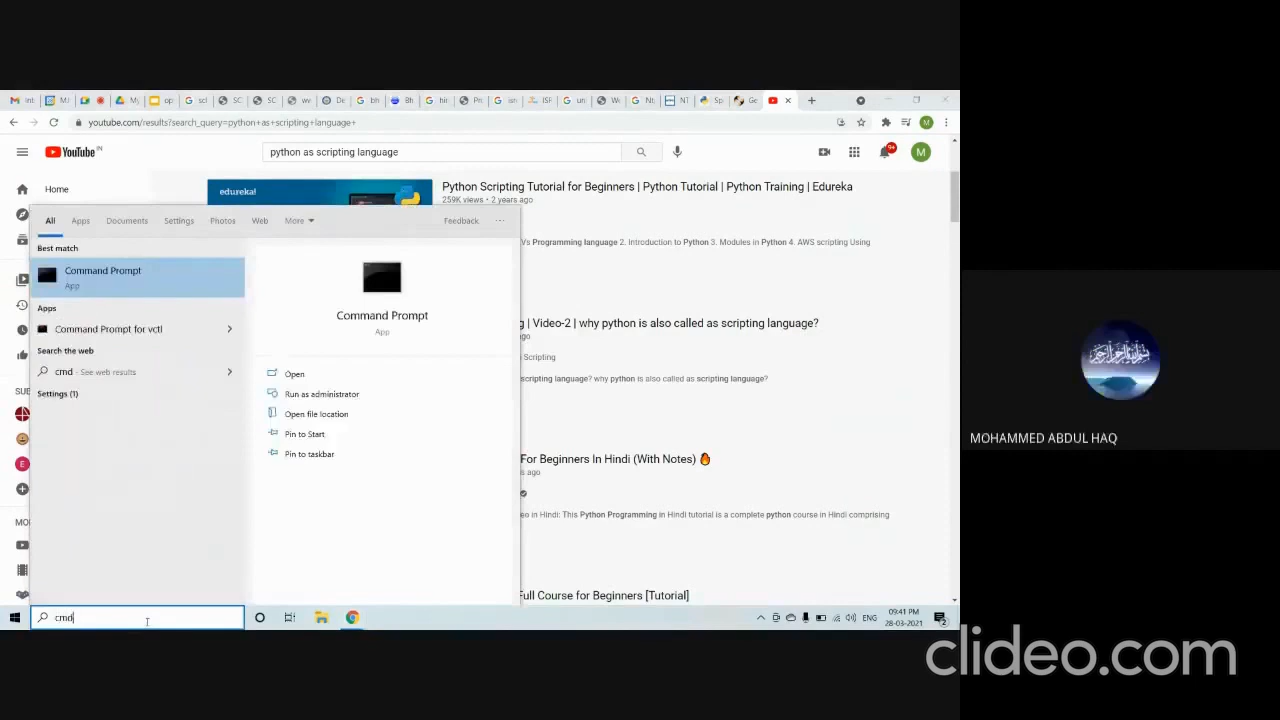 youtube.com/results?search_query=python+as+scripting+language+
YouTube IN
python as scripting language
94
M
Home
edureka!
Python Scripting Tutorial for Beginners | Python Tutorial | Python Training | Edureka
259K views • 2 years ago
All Apps Documents Settings Photos Web More Feedback
Vs Programming language 2. Introduction to Python 3. Modules in Python 4. AWS scripting Using
Best match
Command Prompt
App
Command Prompt
App
Apps
Command Prompt for vctl
| Video-2 | why python is also called as scripting language?
ago
Search the web
Scripting
cmd - See web results
scripting language? why python is also called as scripting language?
Settings (1)
Open
Run as administrator
Open file location
Pin to Start
Pin to taskbar
SUB
For Beginners In Hindi (With Notes)
ago
E
in Hindi: This Python Programming in Hindi tutorial is a complete python course in Hindi comprising
MO
Full Course for Beginners [Tutorial]
cmd
ENG
09:41 PM
28-03-2021
2
MOHAMMED ABDUL HAQ
clideo.com